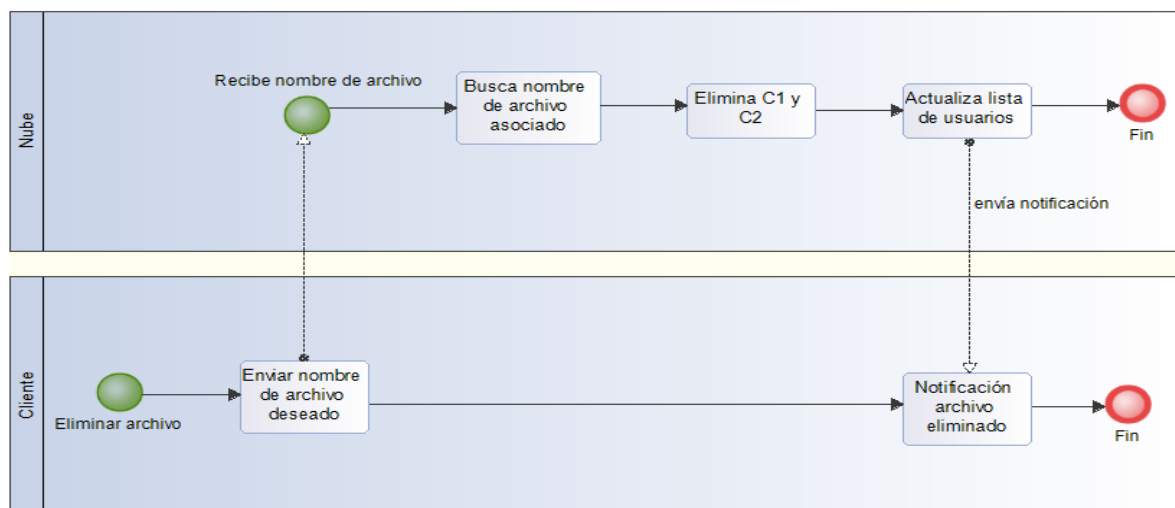 Nube
Recibe nombre de archivo
Busca nombre
de archivo
asociado
Elimina C1 y
C2
Actualiza lista
de usuarios
Fin
envía notificación
Cliente
Eliminar archivo
Enviar nombre
de archivo
deseado
Notificación
archivo
eliminado
Fin